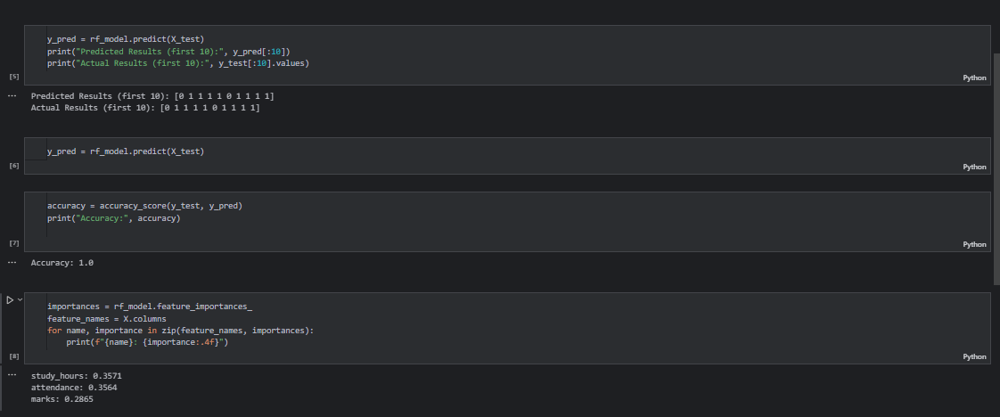 y_pred = rf_model.predict(X_test)
print("Predicted Results (first 10):", y_pred[:10])
print("Actual Results (first 10):", y_test[:10].values)
[5]
Python
... Predicted Results (first 10): [0 1 1 1 1 0 1 1 1 1]
Actual Results (first 10): [0 1 1 1 1 0 1 1 1 1]
y_pred = rf_model.predict(X_test)
[6]
Python
accuracy = accuracy_score(y_test, y_pred)
print("Accuracy:", accuracy)
[7]
Python
... Accuracy: 1.0
importances = rf_model.feature_importances_
feature_names = X.columns
for name, importance in zip(feature_names, importances):
    print(f"{name}: {importance:.4f}")
[8]
Python
... study_hours: 0.3571
attendance: 0.3564
marks: 0.2865